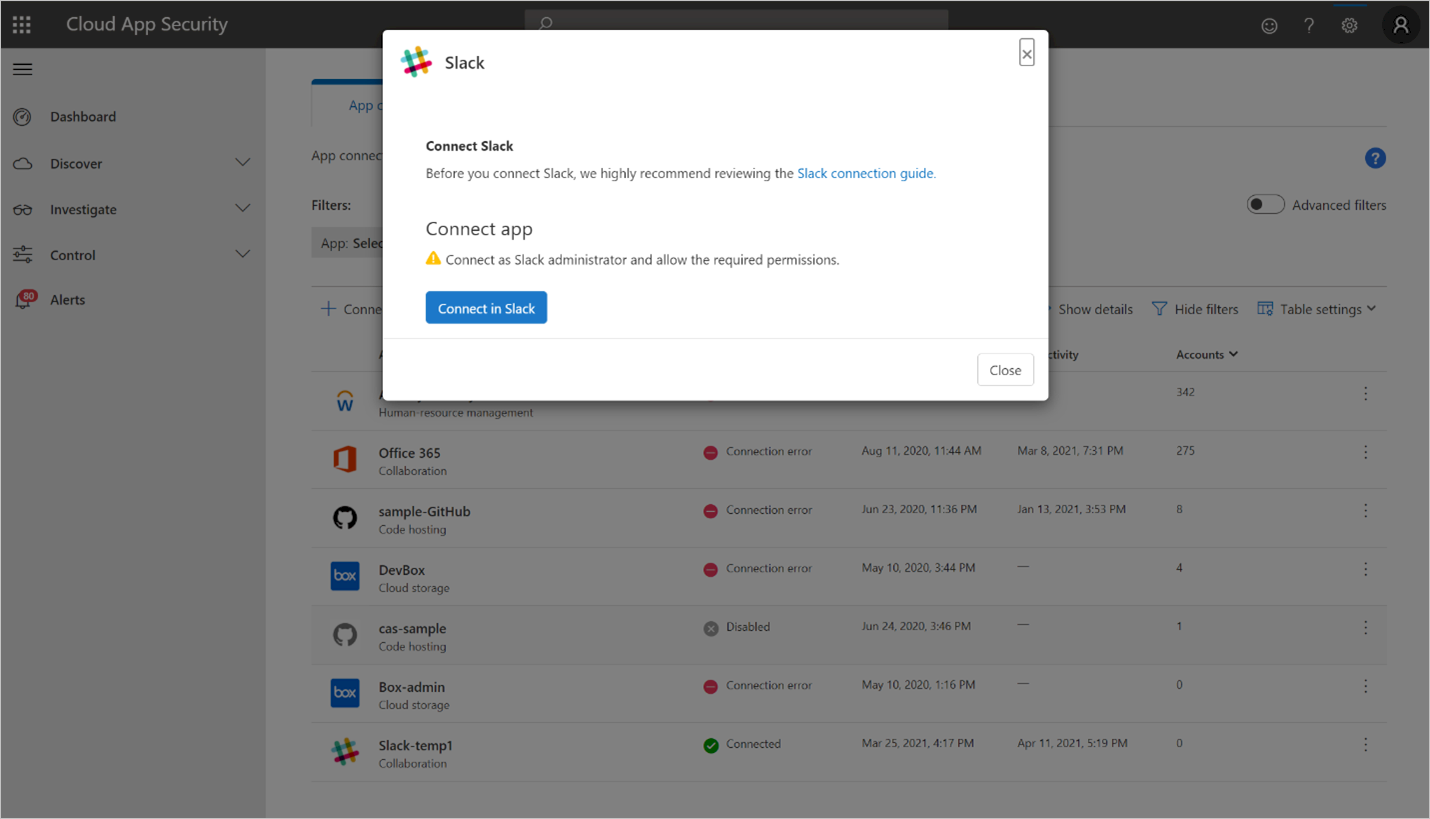 Cloud App Security
Slack
Dashboard
Discover
Investigate
Control
80
Alerts
App c
App connec
Filters:
App: Selec
Advanced filters
Connect Slack
Before you connect Slack, we highly recommend reviewing the Slack connection guide.
Connect app
Connect as Slack administrator and allow the required permissions.
Connect in Slack
Close
Conne
Show details
Hide filters
Table settings
ctivity
Accounts
342
Human-resource management
Office 365
Collaboration
Connection error
Aug 11, 2020, 11:44 AM
Mar 8, 2021, 7:31 PM
275
sample-GitHub
Code hosting
Connection error
Jun 23, 2020, 11:36 PM
Jan 13, 2021, 3:53 PM
8
box
DevBox
Cloud storage
Connection error
May 10, 2020, 3:44 PM
—
4
cas-sample
Code hosting
Disabled
Jun 24, 2020, 3:46 PM
—
1
box
Box-admin
Cloud storage
Connection error
May 10, 2020, 1:16 PM
—
0
Slack-temp1
Collaboration
Connected
Mar 25, 2021, 4:17 PM
Apr 11, 2021, 5:19 PM
0